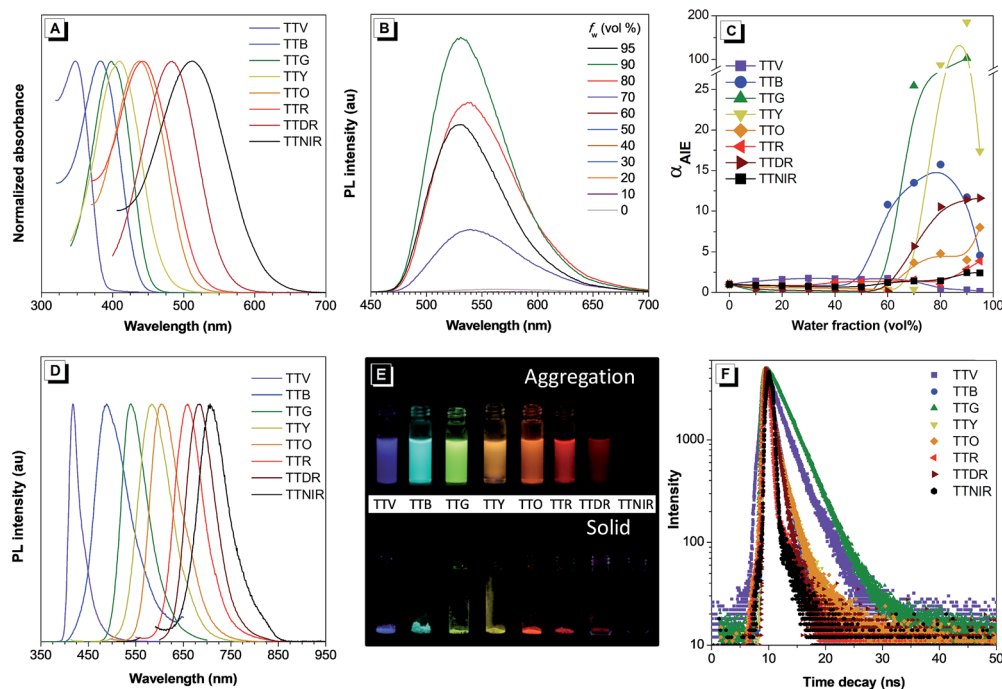 A
TTV
TTB
TTG
TTY
TTO
TTR
TTDR
TTNIR
Normalized absorbance
300 400 500 600 700
Wavelength (nm)
B
fw (vol %)
95
90
80
70
60
50
40
30
20
10
0
PL intensity (au)
450 500 550 600 650 700
Wavelength (nm)
C
TTV
TTB
TTG
TTY
TTO
TTR
TTDR
TTNIR
αAIE
200
100
25
20
15
10
5
0
0 20 40 60 80 100
Water fraction (vol%)
D
TTV
TTB
TTG
TTY
TTO
TTR
TTDR
TTNIR
PL intensity (au)
350 450 550 650 750 850 950
Wavelength (nm)
E
Aggregation
TTV TTB TTG TTY TTO TTR TTDR TTNIR
Solid
F
TTV
TTB
TTG
TTY
TTO
TTR
TTDR
TTNIR
Intensity
1000
100
10
0 10 20 30 40 50
Time decay (ns)